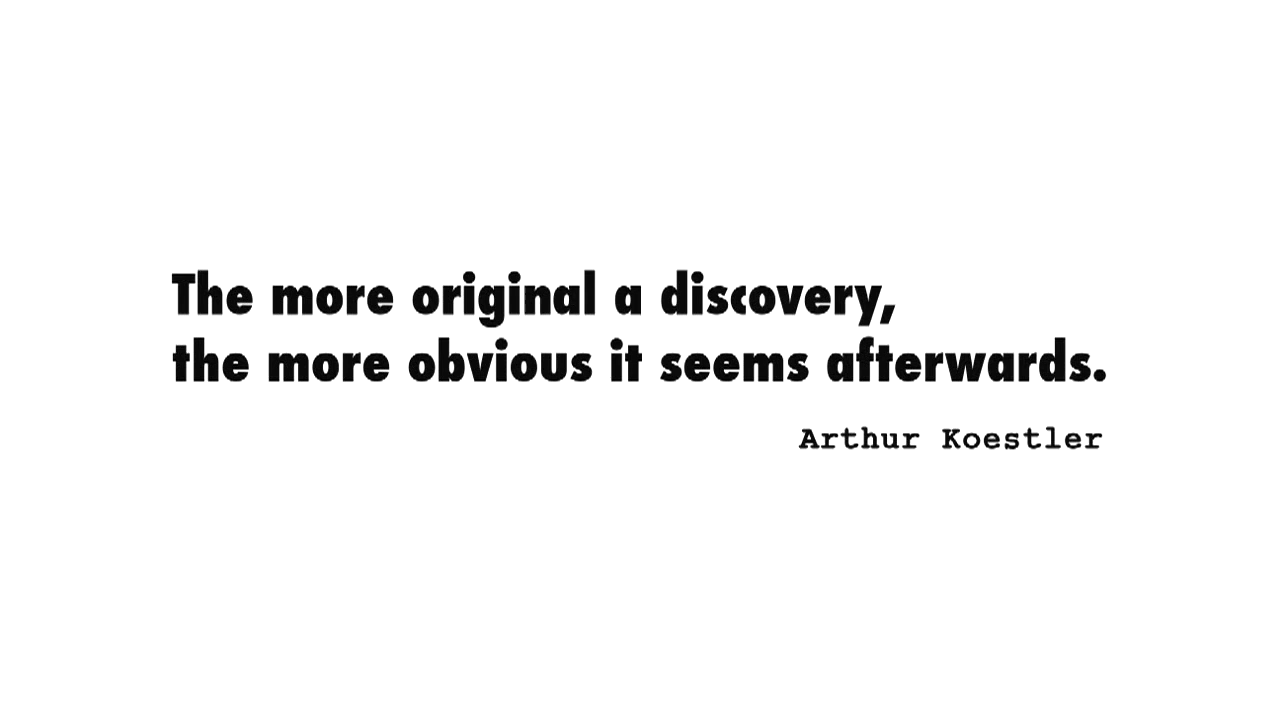 The more original a discovery,
the more obvious it seems afterwards.
Arthur Koestler